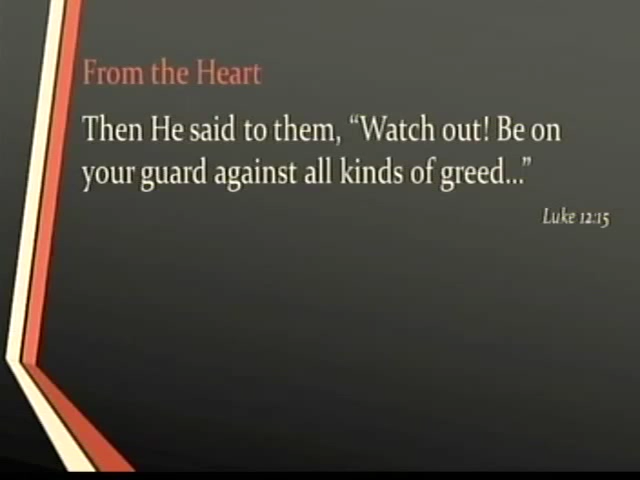 From the Heart
Then He said to them, “Watch out! Be on
your guard against all kinds of greed...”
Luke 12:15